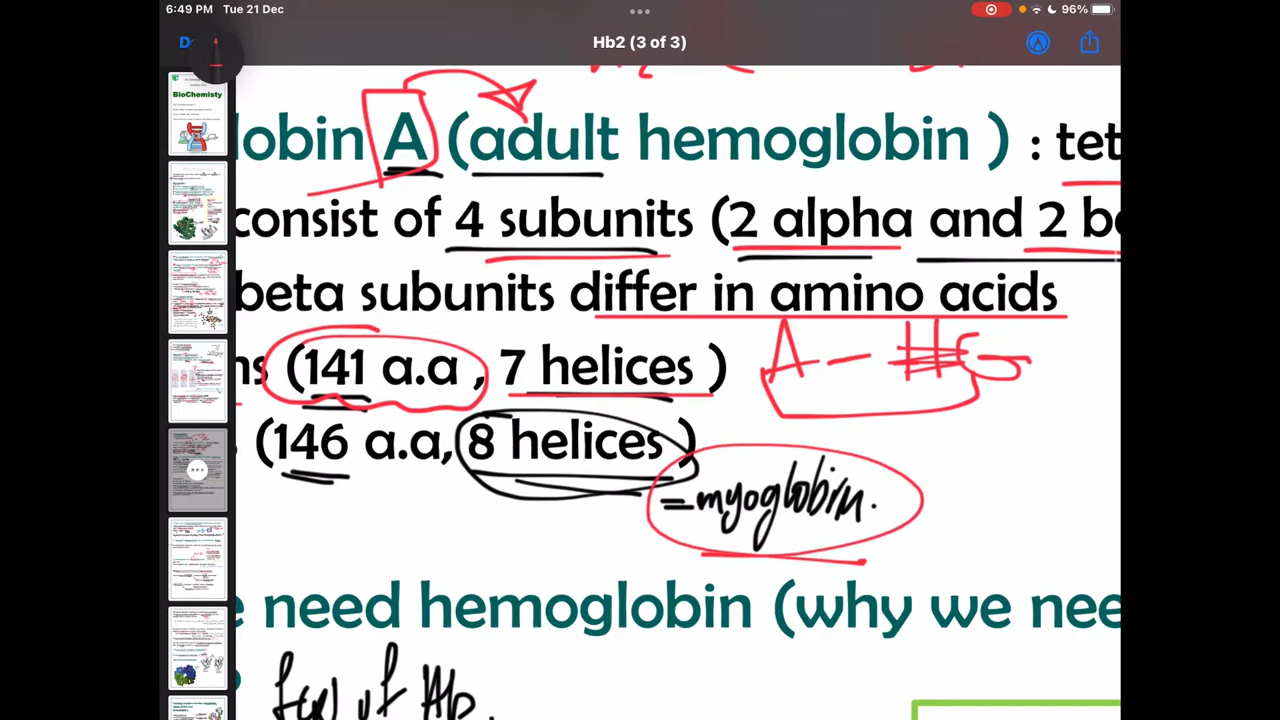 6:49 PM Tue 21 Dec
96%
Hb2 (3 of 3)
BioChemisty
lobin A (adult hemoglobin ) : tet
consist of 4 subunits (2 alpha and 2 be
beta subunits differ in amino acids
ns (141 a.a , 7 helices )
A - G
(146 a.a, 8 helices )
= myoglobin.
e need hemoglobin (why we nee
f(x) of Hb.